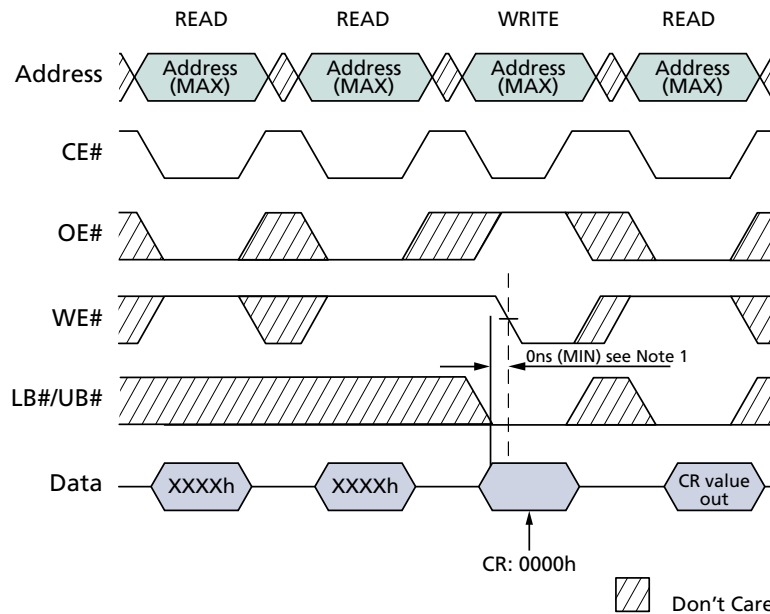 READ READ WRITE READ
Address Address (MAX) Address (MAX) Address (MAX) Address (MAX)
CE#
OE#
WE#
0ns (MIN) see Note 1
LB#/UB#
Data XXXXh XXXXh CR value out
CR: 0000h
Don't Care